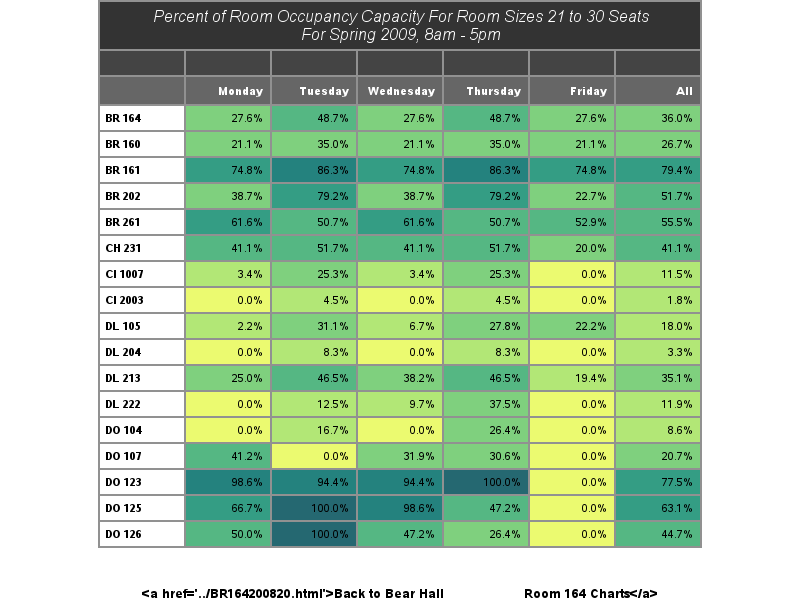 Percent of Room Occupancy Capacity For Room Sizes 21 to 30 Seats
For Spring 2009, 8am - 5pm
Monday Tuesday Wednesday Thursday Friday All
BR 164 27.6% 48.7% 27.6% 48.7% 27.6% 36.0%
BR 160 21.1% 35.0% 21.1% 35.0% 21.1% 26.7%
BR 161 74.8% 86.3% 74.8% 86.3% 74.8% 79.4%
BR 202 38.7% 79.2% 38.7% 79.2% 22.7% 51.7%
BR 261 61.6% 50.7% 61.6% 50.7% 52.9% 55.5%
CH 231 41.1% 51.7% 41.1% 51.7% 20.0% 41.1%
CI 1007 3.4% 25.3% 3.4% 25.3% 0.0% 11.5%
CI 2003 0.0% 4.5% 0.0% 4.5% 0.0% 1.8%
DL 105 2.2% 31.1% 6.7% 27.8% 22.2% 18.0%
DL 204 0.0% 8.3% 0.0% 8.3% 0.0% 3.3%
DL 213 25.0% 46.5% 38.2% 46.5% 19.4% 35.1%
DL 222 0.0% 12.5% 9.7% 37.5% 0.0% 11.9%
DO 104 0.0% 16.7% 0.0% 26.4% 0.0% 8.6%
DO 107 41.2% 0.0% 31.9% 30.6% 0.0% 20.7%
DO 123 98.6% 94.4% 94.4% 100.0% 0.0% 77.5%
DO 125 66.7% 100.0% 98.6% 47.2% 0.0% 63.1%
DO 126 50.0% 100.0% 47.2% 26.4% 0.0% 44.7%
<a href='../BR164200820.html'>Back to Bear Hall Room 164 Charts</a>